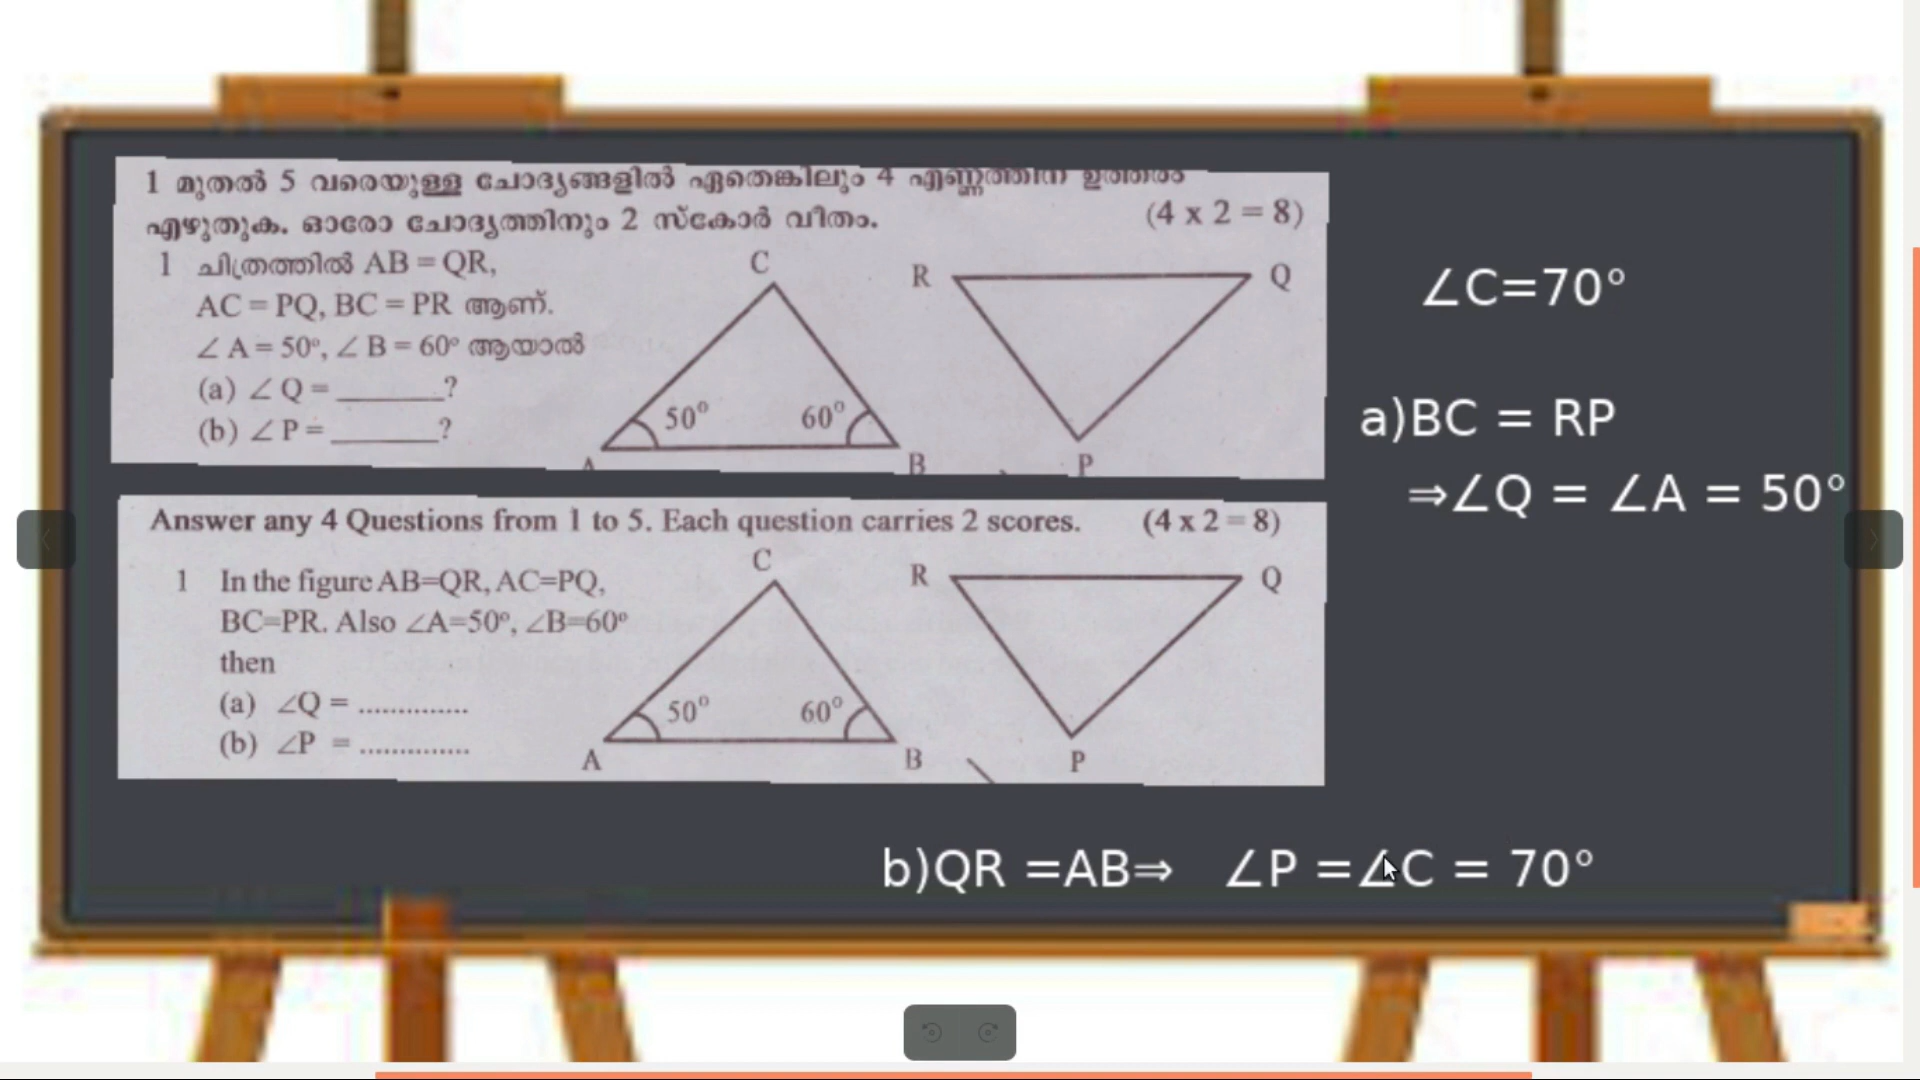 1 മുതൽ 5 വരെയുള്ള ചോദ്യങ്ങളിൽ ഏതെങ്കിലും 4 എണ്ണത്തിന് ഉത്തരം
എഴുതുക. ഓരോ ചോദ്യത്തിനും 2 സ്കോർ വീതം. (4 x 2 = 8)
1 ചിത്രത്തിൽ AB = QR,
AC = PQ, BC = PR ആണ്.
∠ A = 50°, ∠ B = 60° ആയാൽ
(a) ∠ Q = _______?
(b) ∠ P = _______?
C
R Q
50° 60°
A B P
Answer any 4 Questions from 1 to 5. Each question carries 2 scores. (4 x 2 = 8)
1 In the figure AB=QR, AC=PQ,
BC=PR. Also ∠A=50°, ∠B=60°
then
(a) ∠Q = ..............
(b) ∠P = ..............
C
R Q
50° 60°
A B P
∠C=70°
a)BC = RP
⇒∠Q = ∠A = 50°
b)QR =AB⇒ ∠P =∠C = 70°